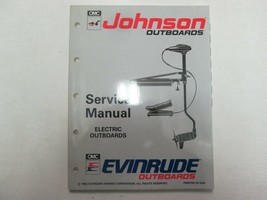 OMC
Johnson
OUTBOARDS
Service
Manual
ELECTRIC
OUTBOARDS
OMC
EVINRUDE
OUTBOARDS